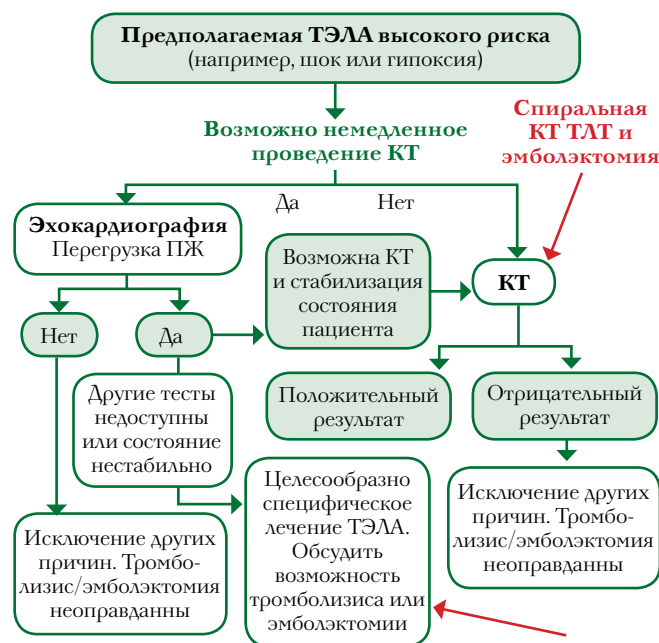 Предполагаемая ТЭЛА высокого риска
(например, шок или гипоксия)
Возможно немедленное
проведение КТ
Спиральная
КТ ТЛТ и
эмболэктомия
Да
Нет
Эхокардиография
Перегрузка ПЖ
Возможна КТ
и стабилизация
состояния
пациента
КТ
Нет
Да
Другие тесты
недоступны
или состояние
нестабильно
Положительный
результат
Отрицательный
результат
Исключение других
причин. Тромбо-
лизис/эмболэктомия
неоправданны
Целесообразно
специфическое
лечение ТЭЛА.
Обсудить
возможность
тромболизиса или
эмболэктомии
Исключение других
причин. Тромбо-
лизис/эмболэктомия
неоправданны